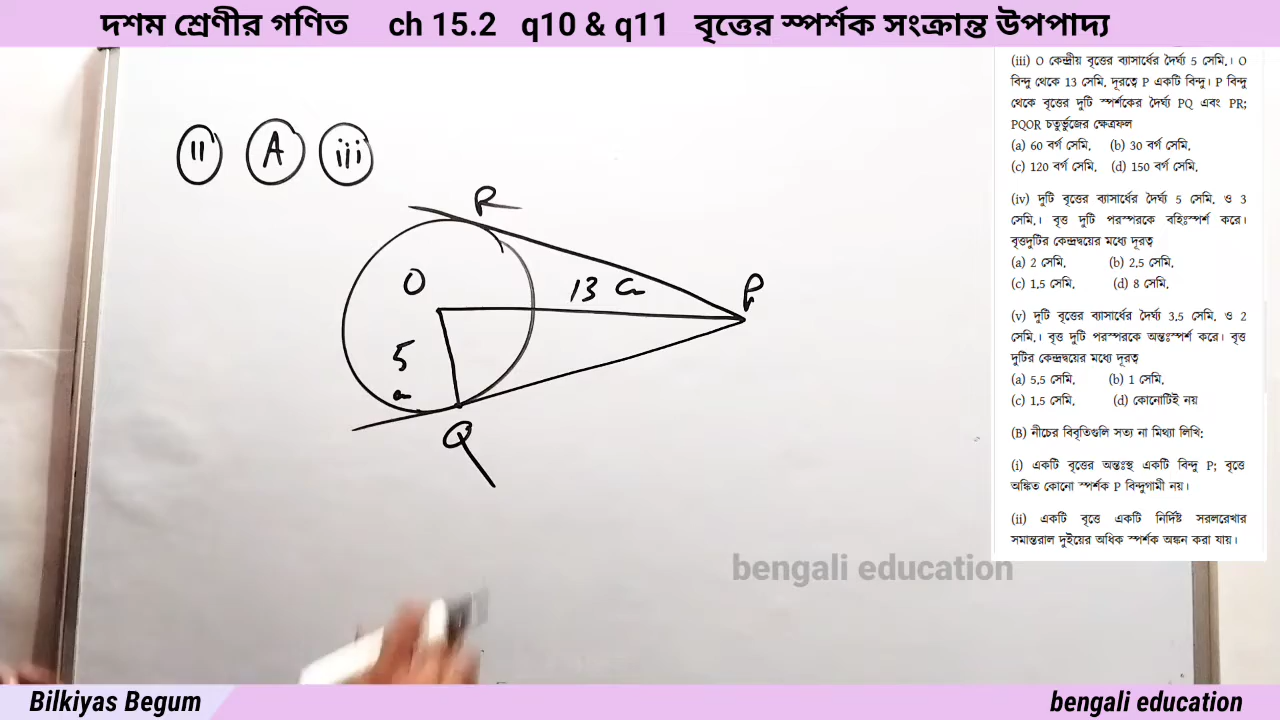 দশম শ্রেণীর গণিত ch 15.2 q10 & q11 বৃত্তের স্পর্শক সংক্রান্ত উপপাদ্য
(iii) O কেন্দ্রীয় বৃত্তের ব্যাসার্ধের দৈর্ঘ্য 5 সেমি.। O
বিন্দু থেকে 13 সেমি. দূরত্বে P একটি বিন্দু। P বিন্দু
থেকে বৃত্তের দুটি স্পর্শকের দৈর্ঘ্য PQ এবং PR;
PQOR চতুর্ভুজের ক্ষেত্রফল
(a) 60 বর্গ সেমি. (b) 30 বর্গ সেমি.
(c) 120 বর্গ সেমি. (d) 150 বর্গ সেমি.
(iv) দুটি বৃত্তের ব্যাসার্ধের দৈর্ঘ্য 5 সেমি. ও 3
সেমি.। বৃত্ত দুটি পরস্পরকে বহিঃস্পর্শ করে।
বৃত্তদুটির কেন্দ্রদ্বয়ের মধ্যে দূরত্ব
(a) 2 সেমি. (b) 2.5 সেমি.
(c) 1.5 সেমি. (d) 8 সেমি.
(v) দুটি বৃত্তের ব্যাসার্ধের দৈর্ঘ্য 3.5 সেমি. ও 2
সেমি.। বৃত্ত দুটি পরস্পরকে অন্তঃস্পর্শ করে। বৃত্ত
দুটির কেন্দ্রদ্বয়ের মধ্যে দূরত্ব
(a) 5.5 সেমি. (b) 1 সেমি.
(c) 1.5 সেমি. (d) কোনোটিই নয়
(B) নীচের বিবৃতিগুলি সত্য না মিথ্যা লিখি:
(i) একটি বৃত্তের অন্তঃস্থ একটি বিন্দু P; বৃত্তে
অঙ্কিত কোনো স্পর্শক P বিন্দুগামী নয়।
(ii) একটি বৃত্তে একটি নির্দিষ্ট সরলরেখার
সমান্তরাল দুইয়ের অধিক স্পর্শক অঙ্কন করা যায়।
11 A iii
R
O
13 cm
P
5
cm
Q
bengali education
Bilkiyas Begum
bengali education